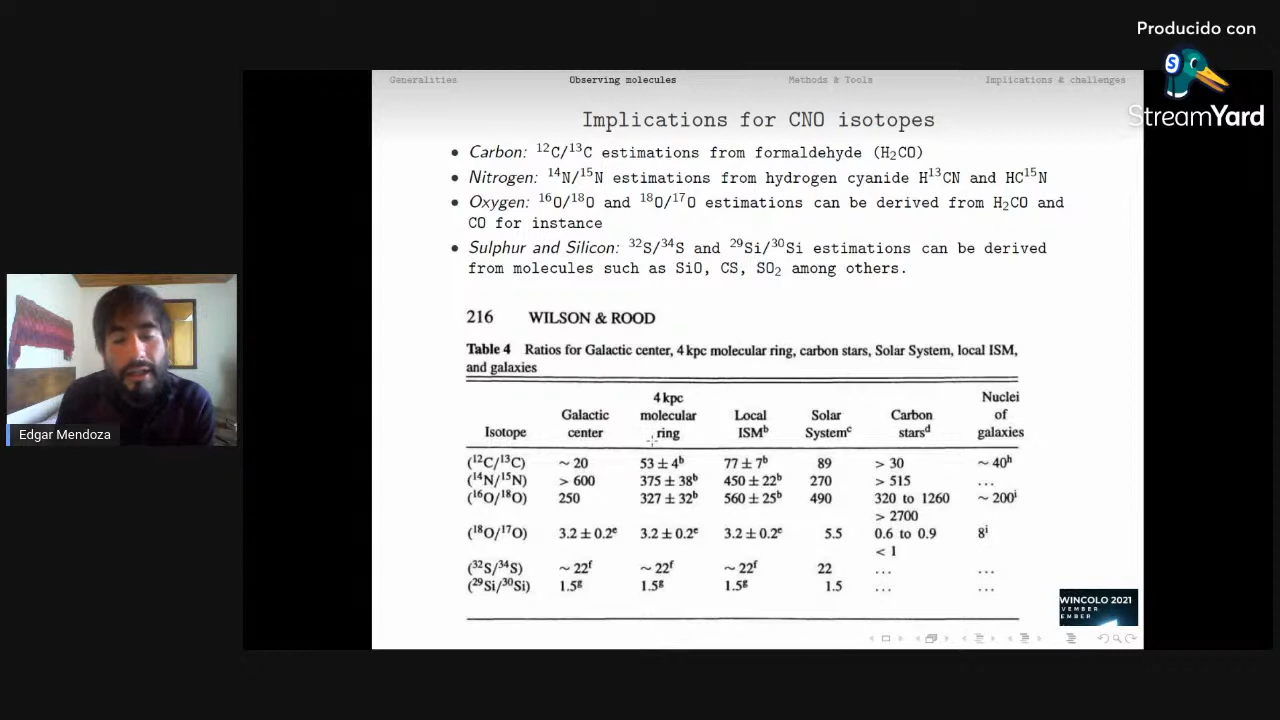 Producido con
StreamYard
Generalities Observing molecules Methods & Tools Implications & challenges
Implications for CNO isotopes
• Carbon: ¹²C/¹³C estimations from formaldehyde (H₂CO)
• Nitrogen: ¹⁴N/¹⁵N estimations from hydrogen cyanide H¹³CN and HC¹⁵N
• Oxygen: ¹⁶O/¹⁸O and ¹⁸O/¹⁷O estimations can be derived from H₂CO and
CO for instance
• Sulphur and Silicon: ³²S/³⁴S and ²⁹Si/³⁰Si estimations can be derived
from molecules such as SiO, CS, SO₂ among others.
216 WILSON & ROOD
Table 4 Ratios for Galactic center, 4 kpc molecular ring, carbon stars, Solar System, local ISM,
and galaxies
4 kpc Nuclei
Galactic molecular Local Solar Carbon of
Isotope center ring ISMᵇ Systemᶜ starsᵈ galaxies
(¹²C/¹³C) ~ 20 53 ± 4ᵇ 77 ± 7ᵇ 89 > 30 ~ 40ʰ
(¹⁴N/¹⁵N) > 600 375 ± 38ᵇ 450 ± 22ᵇ 270 > 515 ...
(¹⁶O/¹⁸O) 250 327 ± 32ᵇ 560 ± 25ᵇ 490 320 to 1260 ~ 200ⁱ
> 2700
(¹⁸O/¹⁷O) 3.2 ± 0.2ᵉ 3.2 ± 0.2ᵉ 3.2 ± 0.2ᵉ 5.5 0.6 to 0.9 8ⁱ
< 1
(³²S/³⁴S) ~ 22ᶠ ~ 22ᶠ ~ 22ᶠ 22 ... ...
(²⁹Si/³⁰Si) 1.5ᵍ 1.5ᵍ 1.5ᵍ 1.5 ... ...
WINCOLO 2021
VEMBER
EMBER
Edgar Mendoza